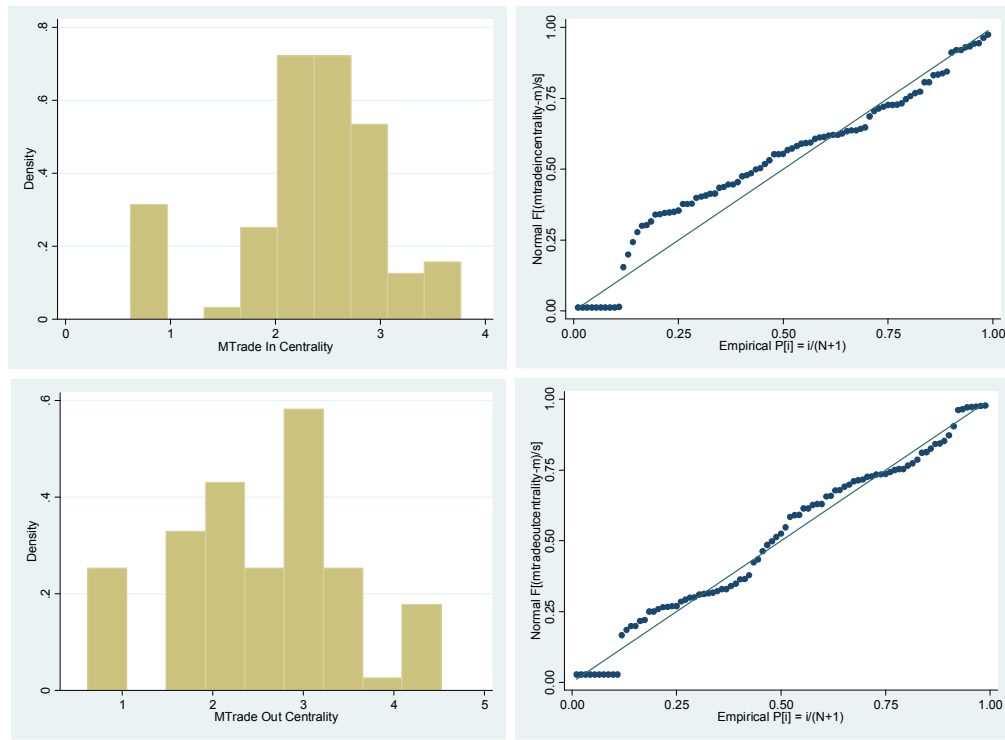 .8
.6
.4
.2
0
Density
0 1 2 3 4
MTrade In Centrality
1.00
0.75
0.50
0.25
0.00
Normal F[(mtradeincentrality-m)/s]
0.00 0.25 0.50 0.75 1.00
Empirical P[i] = i/(N+1)
.6
.4
.2
0
Density
1 2 3 4 5
MTrade Out Centrality
1.00
0.75
0.50
0.25
0.00
Normal F[(mtradeoutcentrality-m)/s]
0.00 0.25 0.50 0.75 1.00
Empirical P[i] = i/(N+1)